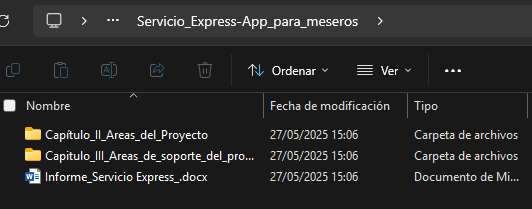 Servicio_Express-App_para_meseros
Ordenar Ver
Nombre Fecha de modificación Tipo
Capítulo_II_Areas_del_Proyecto 27/05/2025 15:06 Carpeta de archivos
Capitulo_III_Areas_de_soporte_del_pro... 27/05/2025 15:06 Carpeta de archivos
Informe_Servicio Express_.docx 27/05/2025 15:06 Documento de Mi...